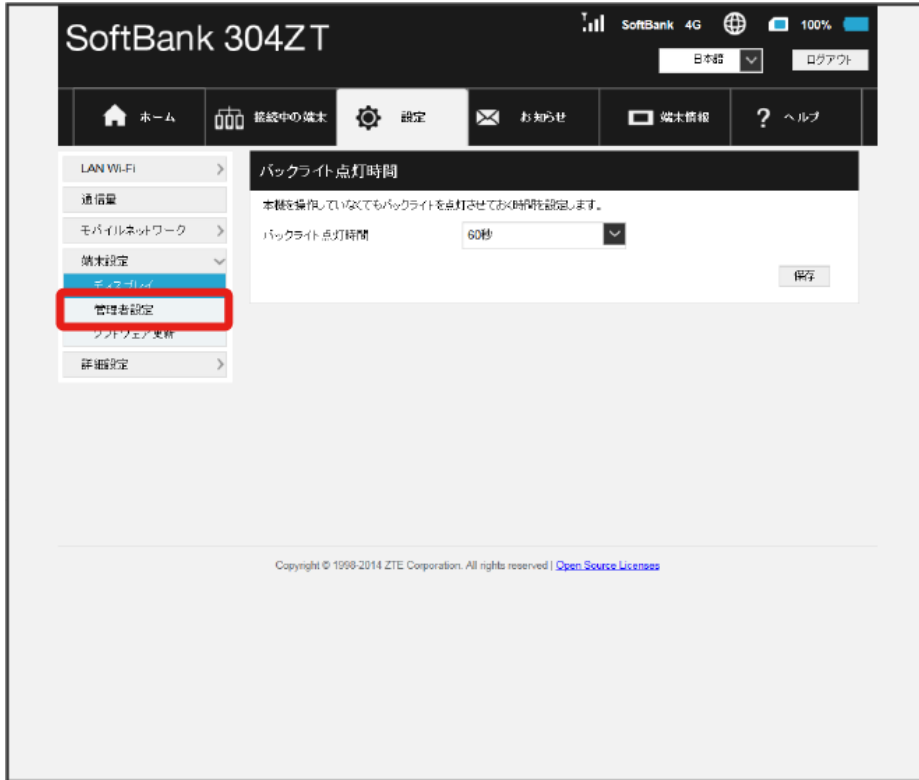 SoftBank 304ZT
SoftBank 4G 100%
日本語 ログアウト
ホーム 接続中の端末 設定 お知らせ 端末情報 ? ヘルプ
LAN Wi-Fi
通信量
モバイルネットワーク
端末設定
ディスプレイ
管理者設定
ソフトウェア更新
詳細設定
バックライト点灯時間
本機を操作していなくてもバックライトを点灯させておく時間を設定します。
バックライト点灯時間 60秒
保存
Copyright © 1998-2014 ZTE Corporation. All rights reserved | Open Source Licenses